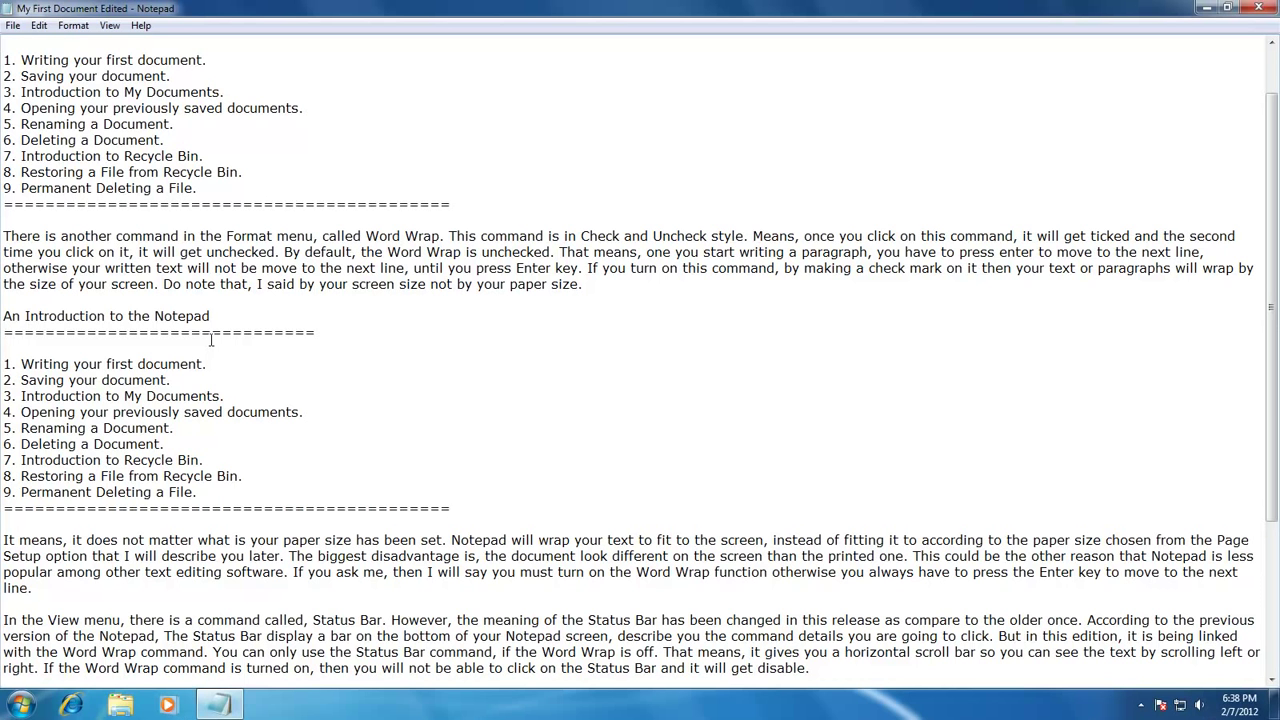 My First Document Edited - Notepad
File Edit Format View Help
1. Writing your first document.
2. Saving your document.
3. Introduction to My Documents.
4. Opening your previously saved documents.
5. Renaming a Document.
6. Deleting a Document.
7. Introduction to Recycle Bin.
8. Restoring a File from Recycle Bin.
9. Permanent Deleting a File.
===========================================
There is another command in the Format menu, called Word Wrap. This command is in Check and Uncheck style. Means, once you click on this command, it will get ticked and the second
time you click on it, it will get unchecked. By default, the Word Wrap is unchecked. That means, one you start writing a paragraph, you have to press enter to move to the next line,
otherwise your written text will not be move to the next line, until you press Enter key. If you turn on this command, by making a check mark on it then your text or paragraphs will wrap by
the size of your screen. Do note that, I said by your screen size not by your paper size.
An Introduction to the Notepad
==============================
1. Writing your first document.
2. Saving your document.
3. Introduction to My Documents.
4. Opening your previously saved documents.
5. Renaming a Document.
6. Deleting a Document.
7. Introduction to Recycle Bin.
8. Restoring a File from Recycle Bin.
9. Permanent Deleting a File.
===========================================
It means, it does not matter what is your paper size has been set. Notepad will wrap your text to fit to the screen, instead of fitting it to according to the paper size chosen from the Page
Setup option that I will describe you later. The biggest disadvantage is, the document look different on the screen than the printed one. This could be the other reason that Notepad is less
popular among other text editing software. If you ask me, then I will say you must turn on the Word Wrap function otherwise you always have to press the Enter key to move to the next
line.
In the View menu, there is a command called, Status Bar. However, the meaning of the Status Bar has been changed in this release as compare to the older once. According to the previous
version of the Notepad, The Status Bar display a bar on the bottom of your Notepad screen, describe you the command details you are going to click. But in this edition, it is being linked
with the Word Wrap command. You can only use the Status Bar command, if the Word Wrap is off. That means, it gives you a horizontal scroll bar so you can see the text by scrolling left or
right. If the Word Wrap command is turned on, then you will not be able to click on the Status Bar and it will get disable.
6:38 PM
2/7/2012